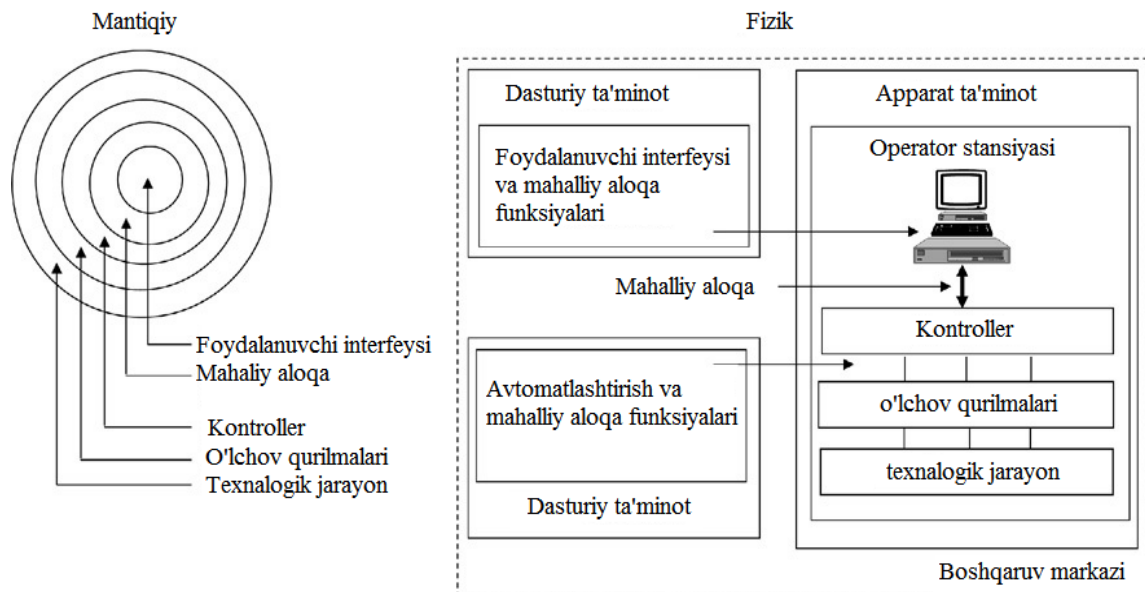 Mantiqiy
Foydalanuvchi interfeysi
Mahaliy aloqa
Kontroller
O'lchov qurilmalari
Texnalogik jarayon
Fizik
Dasturiy ta'minot
Foydalanuvchi interfeysi
va mahalliy aloqa
funksiyalari
Mahalliy aloqa
Avtomatlashtirish va
mahalliy aloqa funksiyalari
Dasturiy ta'minot
Apparat ta'minot
Operator stansiyasi
Kontroller
o'lchov qurilmalari
texnalogik jarayon
Boshqaruv markazi